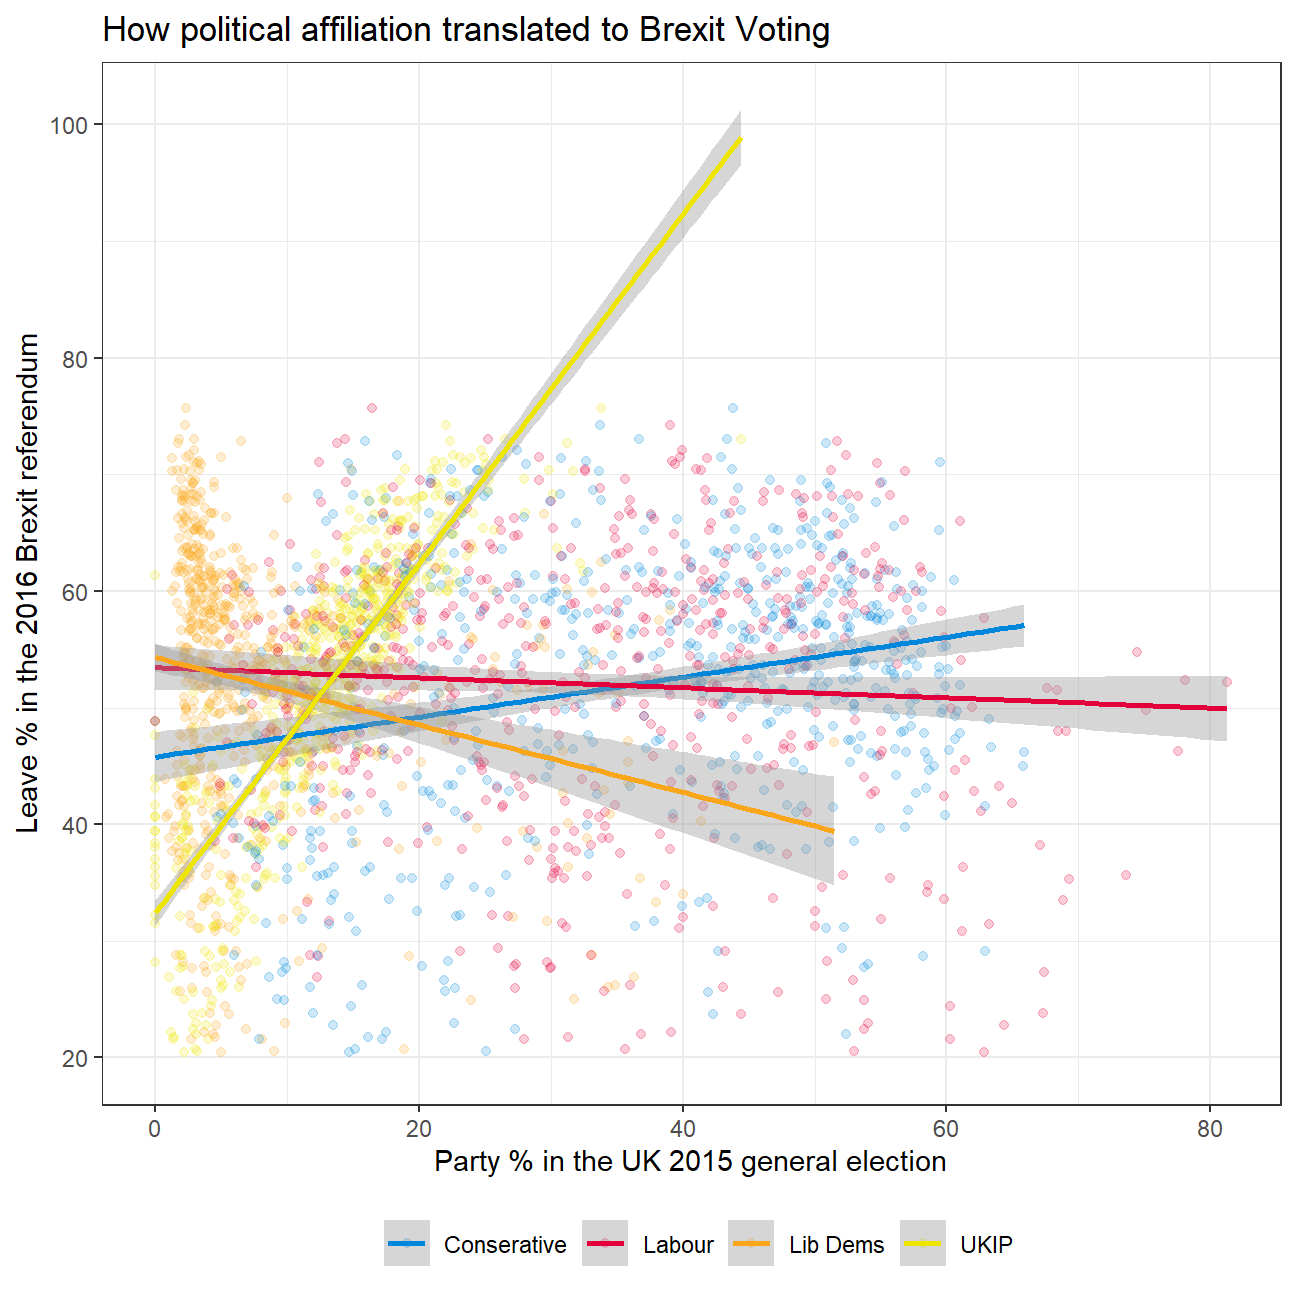 How political affiliation translated to Brexit Voting
Leave % in the 2016 Brexit referendum
100
80
60
40
20
0 20 40 60 80
Party % in the UK 2015 general election
Conserative Labour Lib Dems UKIP